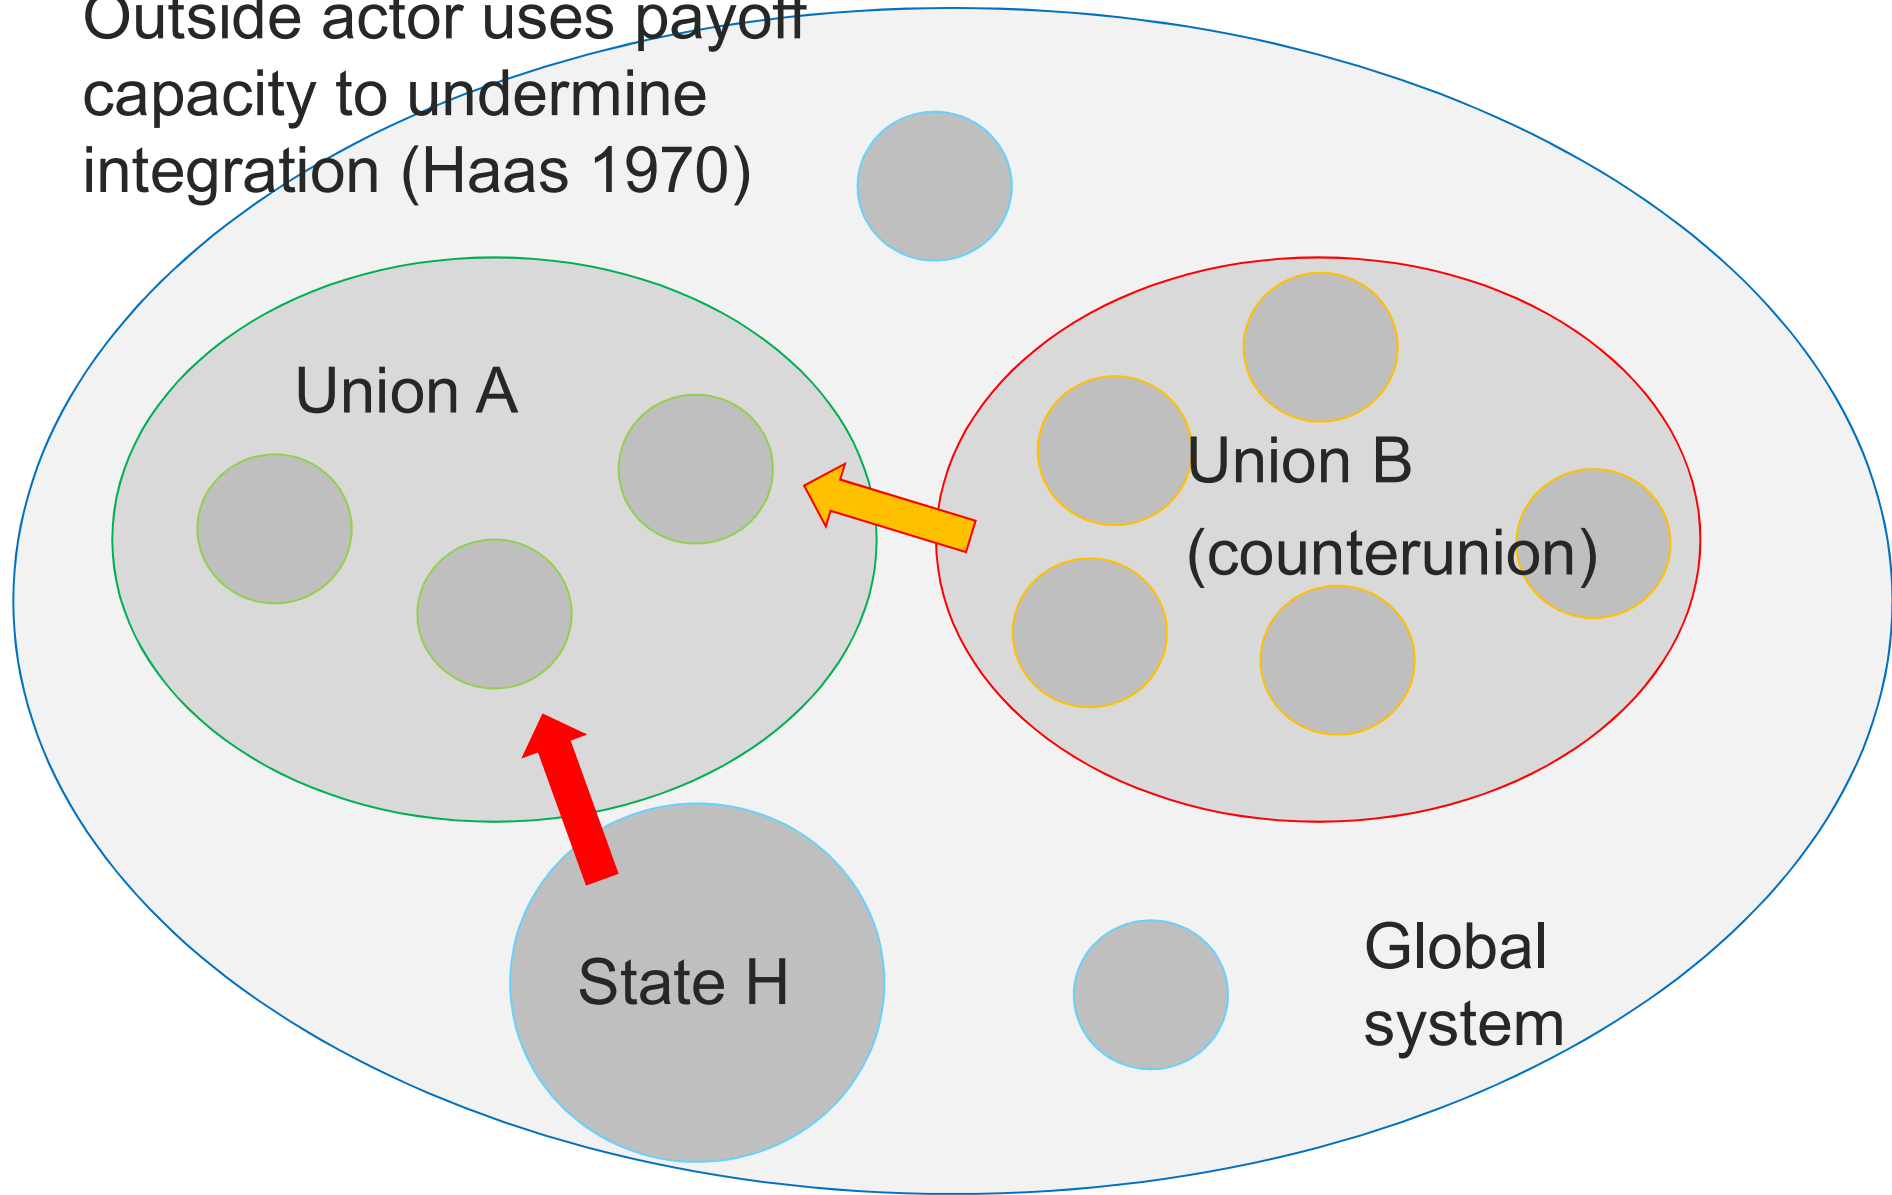 Outside actor uses payoff
capacity to undermine
integration (Haas 1970)
Union A
Union B
(counterunion)
State H
Global
system